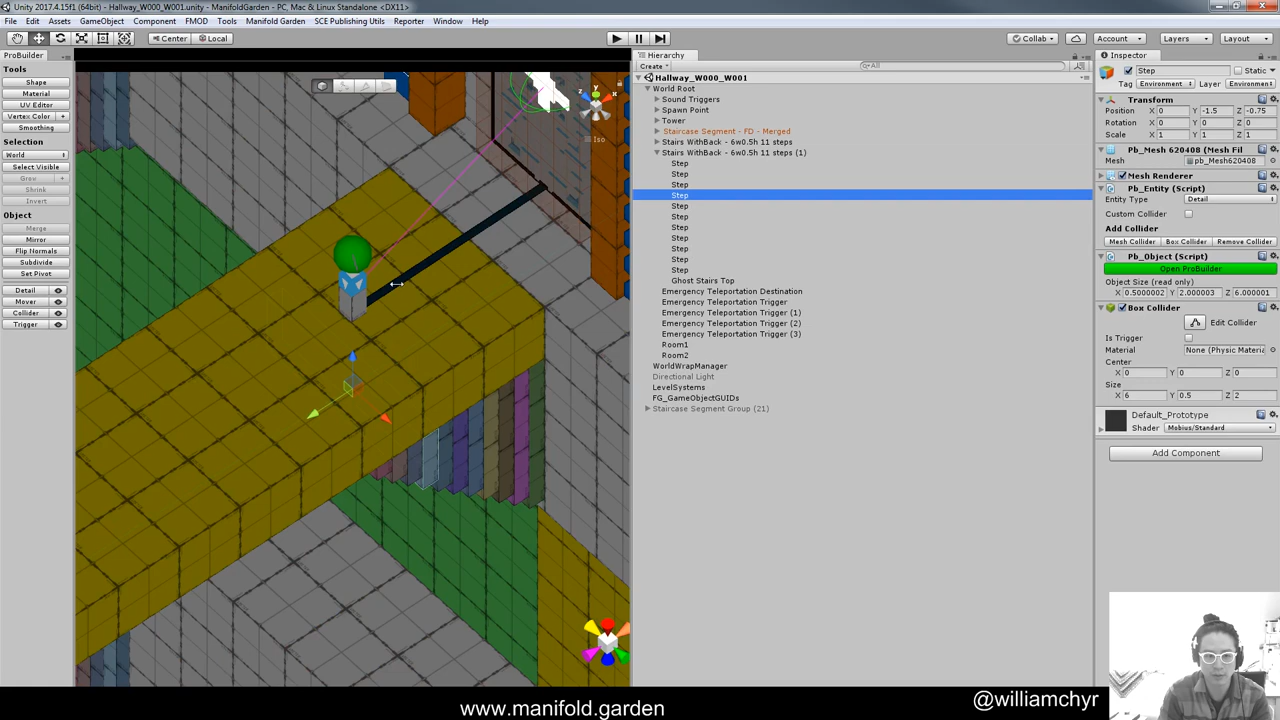 Unity 2017.4.15f1 (64bit) - Hallway_W000_W001.unity - ManifoldGarden - PC, Mac & Linux Standalone <DX11>
File Edit Assets GameObject Component FMOD Tools Manifold Garden SCE Publishing Utils Reporter Window Help
Center Local Collab Account Layers Layout
ProBuilder
Tools
Shape
Material
UV Editor
Vertex Color +
Smoothing
Selection
World
Select Visible
Grow +
Shrink
Invert
Object
Merge
Mirror
Flip Normals
Subdivide
Set Pivot
Detail
Mover
Collider
Trigger
y
z x
Iso
Hierarchy
Create All
Hallway_W000_W001
World Root
Sound Triggers
Spawn Point
Tower
Staircase Segment - FD - Merged
Stairs WithBack - 6w0.5h 11 steps
Stairs WithBack - 6w0.5h 11 steps (1)
Step
Step
Step
Step
Step
Step
Step
Step
Step
Step
Step
Ghost Stairs Top
Emergency Teleportation Destination
Emergency Teleportation Trigger
Emergency Teleportation Trigger (1)
Emergency Teleportation Trigger (2)
Emergency Teleportation Trigger (3)
Room1
Room2
WorldWrapManager
Directional Light
LevelSystems
FG_GameObjectGUIDs
Staircase Segment Group (21)
Inspector
Step Static
Tag Environment Layer Environmen
Transform
Position X 0 Y -1.5 Z -0.75
Rotation X 0 Y 0 Z 0
Scale X 1 Y 1 Z 1
Pb_Mesh 620408 (Mesh Fil
Mesh pb_Mesh620408
Mesh Renderer
Pb_Entity (Script)
Entity Type Detail
Custom Collider
Add Collider
Mesh Collider Box Collider Remove Collider
Pb_Object (Script)
Open ProBuilder
Object Size (read only)
X 0.5000002 Y 2.000003 Z 6.000001
Box Collider
Edit Collider
Is Trigger
Material None (Physic Materia
Center
X 0 Y 0 Z 0
Size
X 6 Y 0.5 Z 2
Default_Prototype
Shader Mobius/Standard
Add Component
www.manifold.garden
@williamchyr